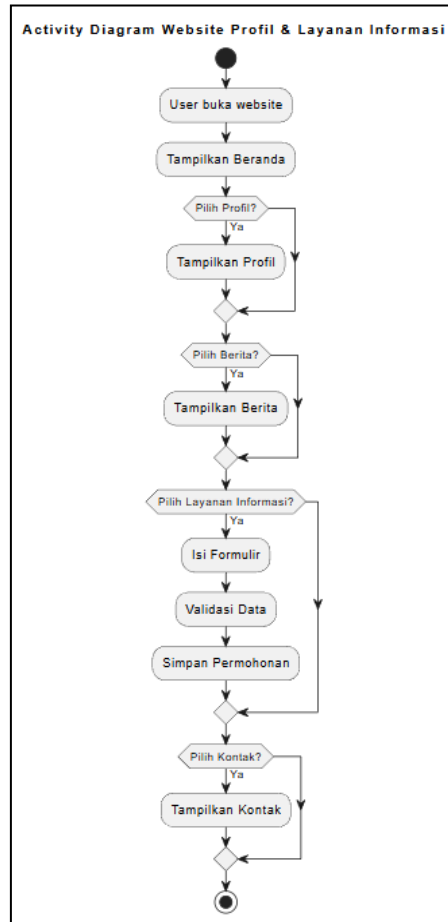 Activity Diagram Website Profil & Layanan Informasi
User buka website
Tampilkan Beranda
Pilih Profil?
Ya
Tampilkan Profil
Pilih Berita?
Ya
Tampilkan Berita
Pilih Layanan Informasi?
Ya
Isi Formulir
Validasi Data
Simpan Permohonan
Pilih Kontak?
Ya
Tampilkan Kontak